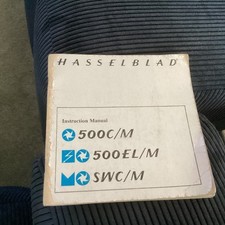 HASSELBLAD
Instruction Manual
500C/M
500EL/M
SWC/M